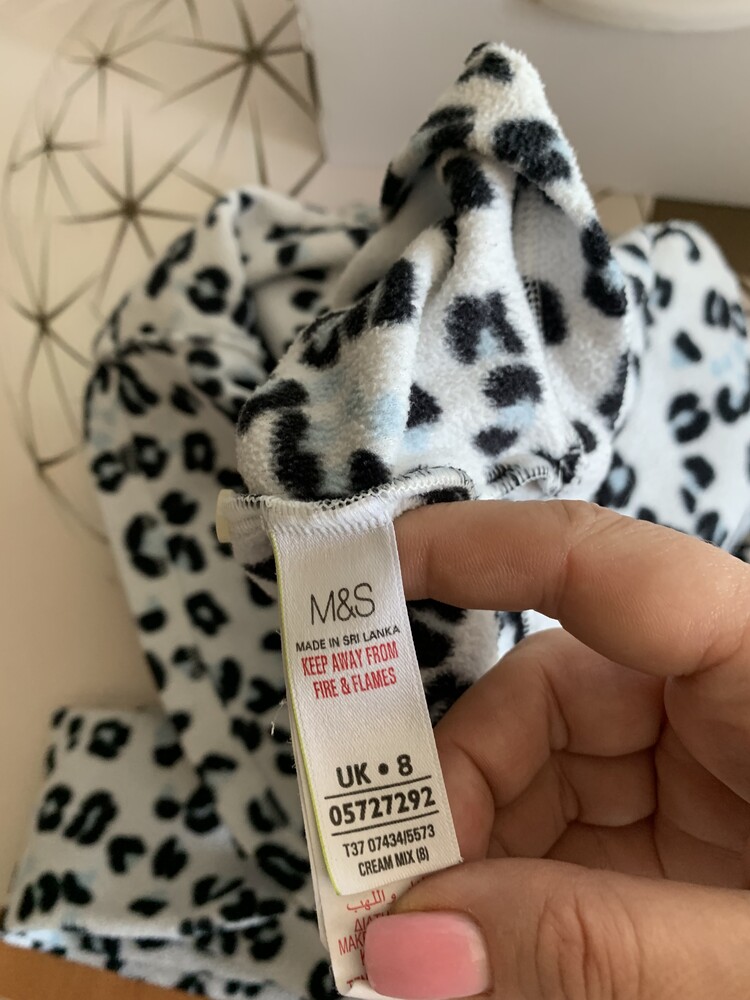 M&S
MADE IN SRI LANKA
KEEP AWAY FROM
FIRE & FLAMES
UK • 8
05727292
T37 07434/5573
CREAM MIX (8)